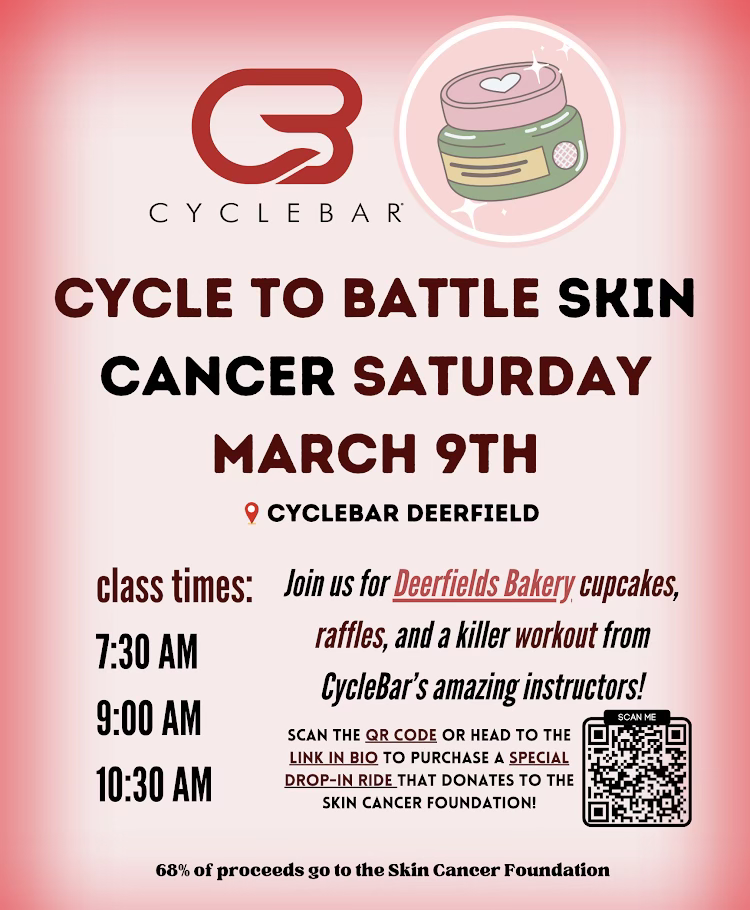 CYCLEBAR
CYCLE TO BATTLE SKIN
CANCER SATURDAY
MARCH 9TH
CYCLEBAR DEERFIELD
class times:
7:30 AM
9:00 AM
10:30 AM
Join us for Deerfields Bakery cupcakes,
raffles, and a killer workout from
CycleBar's amazing instructors!
SCAN THE QR CODE OR HEAD TO THE
LINK IN BIO TO PURCHASE A SPECIAL
DROP-IN RIDE THAT DONATES TO THE
SKIN CANCER FOUNDATION!
SCAN ME
68% of proceeds go to the Skin Cancer Foundation